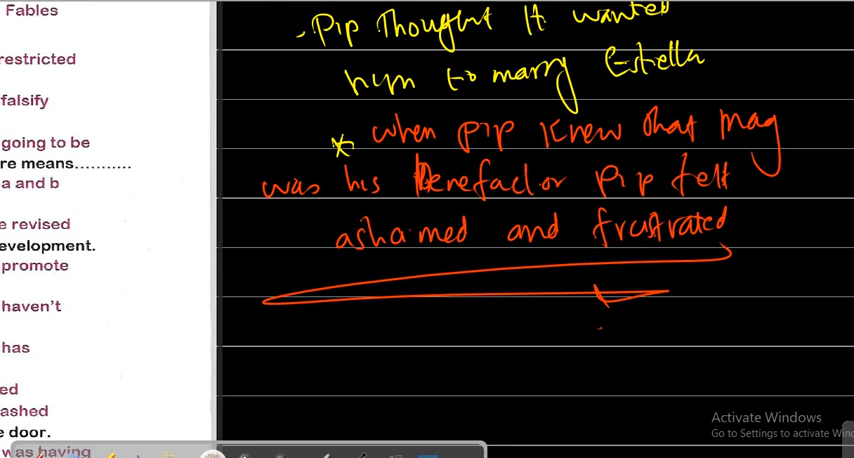 Fables
restricted
falsify
going to be
re means...........
a and b
e revised
evelopment.
promote
haven't
has
ed
ashed
e door.
was having
- Pip Thought It wanted
him to marry Estella
* when pip knew that mag
was his benefactor pip felt
ashamed and frustrated
Activate Windows
Go to Settings to activate Wind